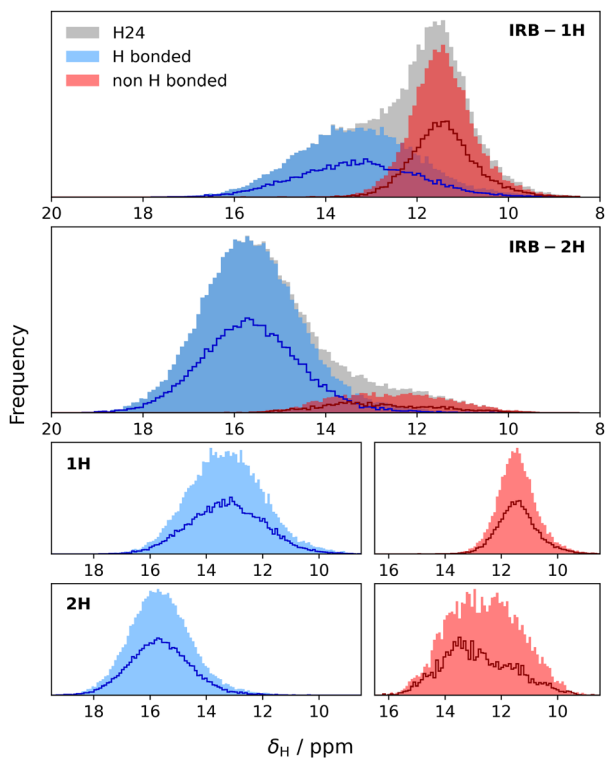 H24
H bonded
non H bonded
IRB − 1H
20 18 16 14 12 10 8
IRB − 2H
20 18 16 14 12 10 8
Frequency
1H
18 16 14 12 10
16 14 12 10
2H
18 16 14 12 10
16 14 12 10
δH / ppm